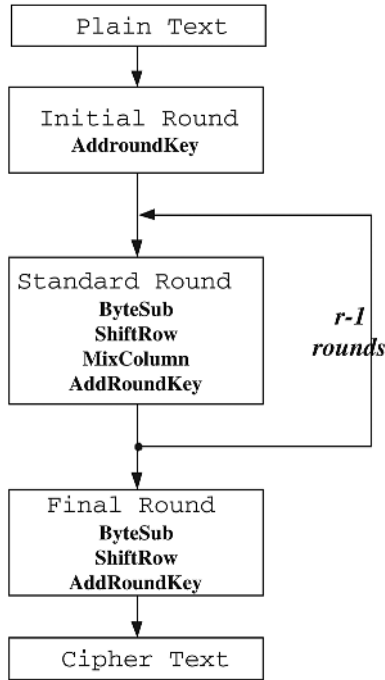 Plain Text
Initial Round
AddroundKey
Standard Round
ByteSub
ShiftRow
MixColumn
AddRoundKey
r-1
rounds
Final Round
ByteSub
ShiftRow
AddRoundKey
Cipher Text